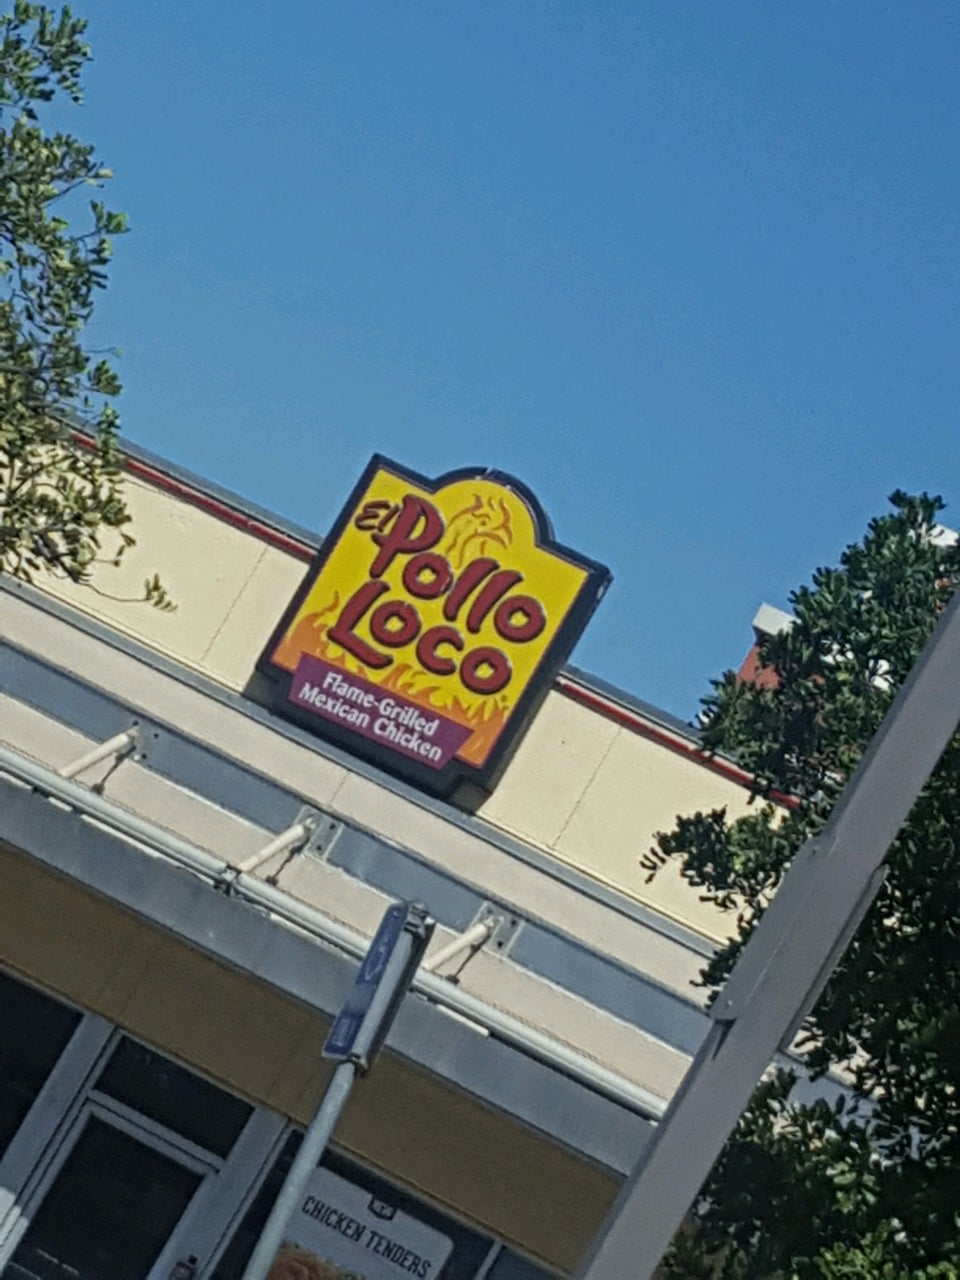 El Pollo
Loco
Flame-Grilled
Mexican Chicken
CHICKEN TENDERS